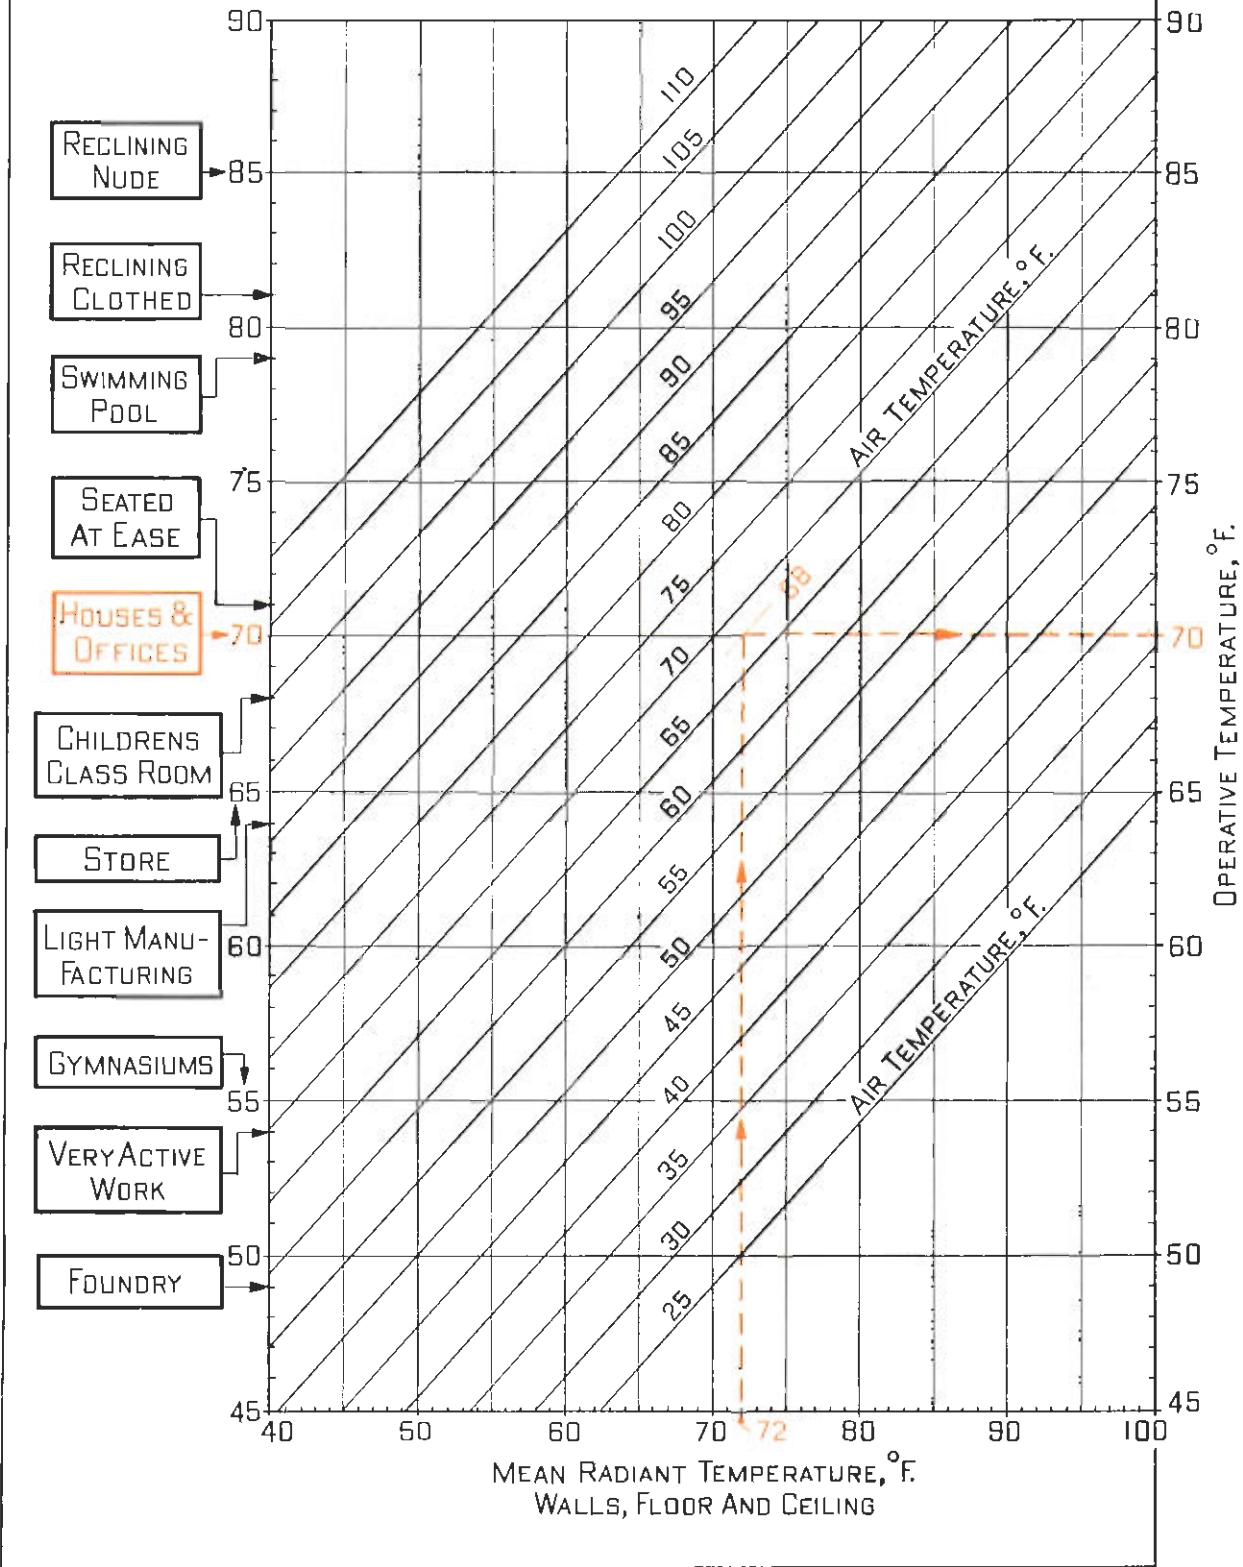 90
90
RECLINING
NUDE
85
85
RECLINING
CLOTHED
80
80
SWIMMING
POOL
75
75
SEATED
AT EASE
HOUSES &
OFFICES
70
70
CHILDRENS
CLASS ROOM
65
65
STORE
LIGHT MANU-
FACTURING
60
60
GYMNASIUMS
55
55
VERY ACTIVE
WORK
50
50
FOUNDRY
45
45
110
105
100
95
90
85
80
75
70
65
60
55
50
45
40
35
30
25
AIR TEMPERATURE, °F.
AIR TEMPERATURE, °F.
68
OPERATIVE TEMPERATURE, °F.
40 50 60 70 72 80 90 100
MEAN RADIANT TEMPERATURE, °F.
WALLS, FLOOR AND CEILING